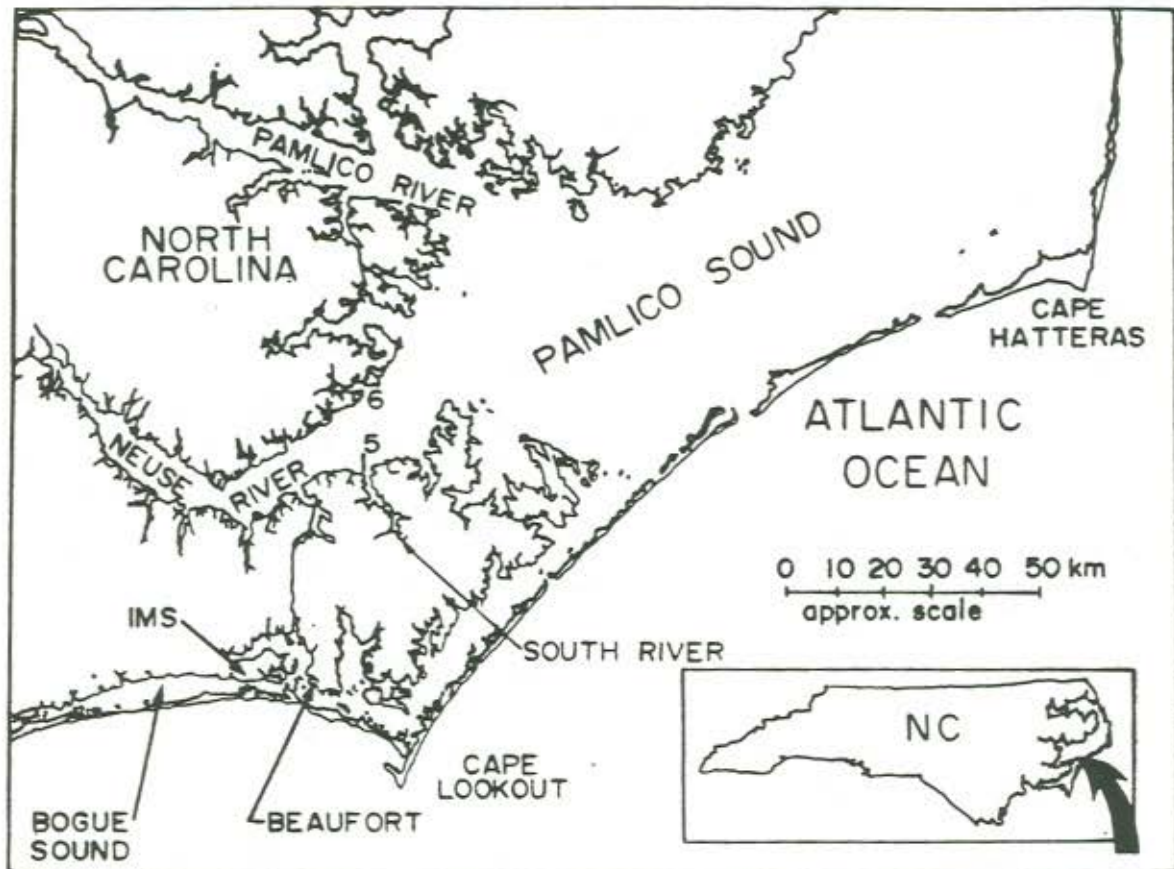 PAMLICO RIVER
NORTH
CAROLINA
PAMLICO SOUND
CAPE
HATTERAS
6
ATLANTIC
OCEAN
5
NEUSE
RIVER
0 10 20 30 40 50 km
approx. scale
IMS
SOUTH RIVER
NC
CAPE
LOOKOUT
BEAUFORT
BOGUE
SOUND